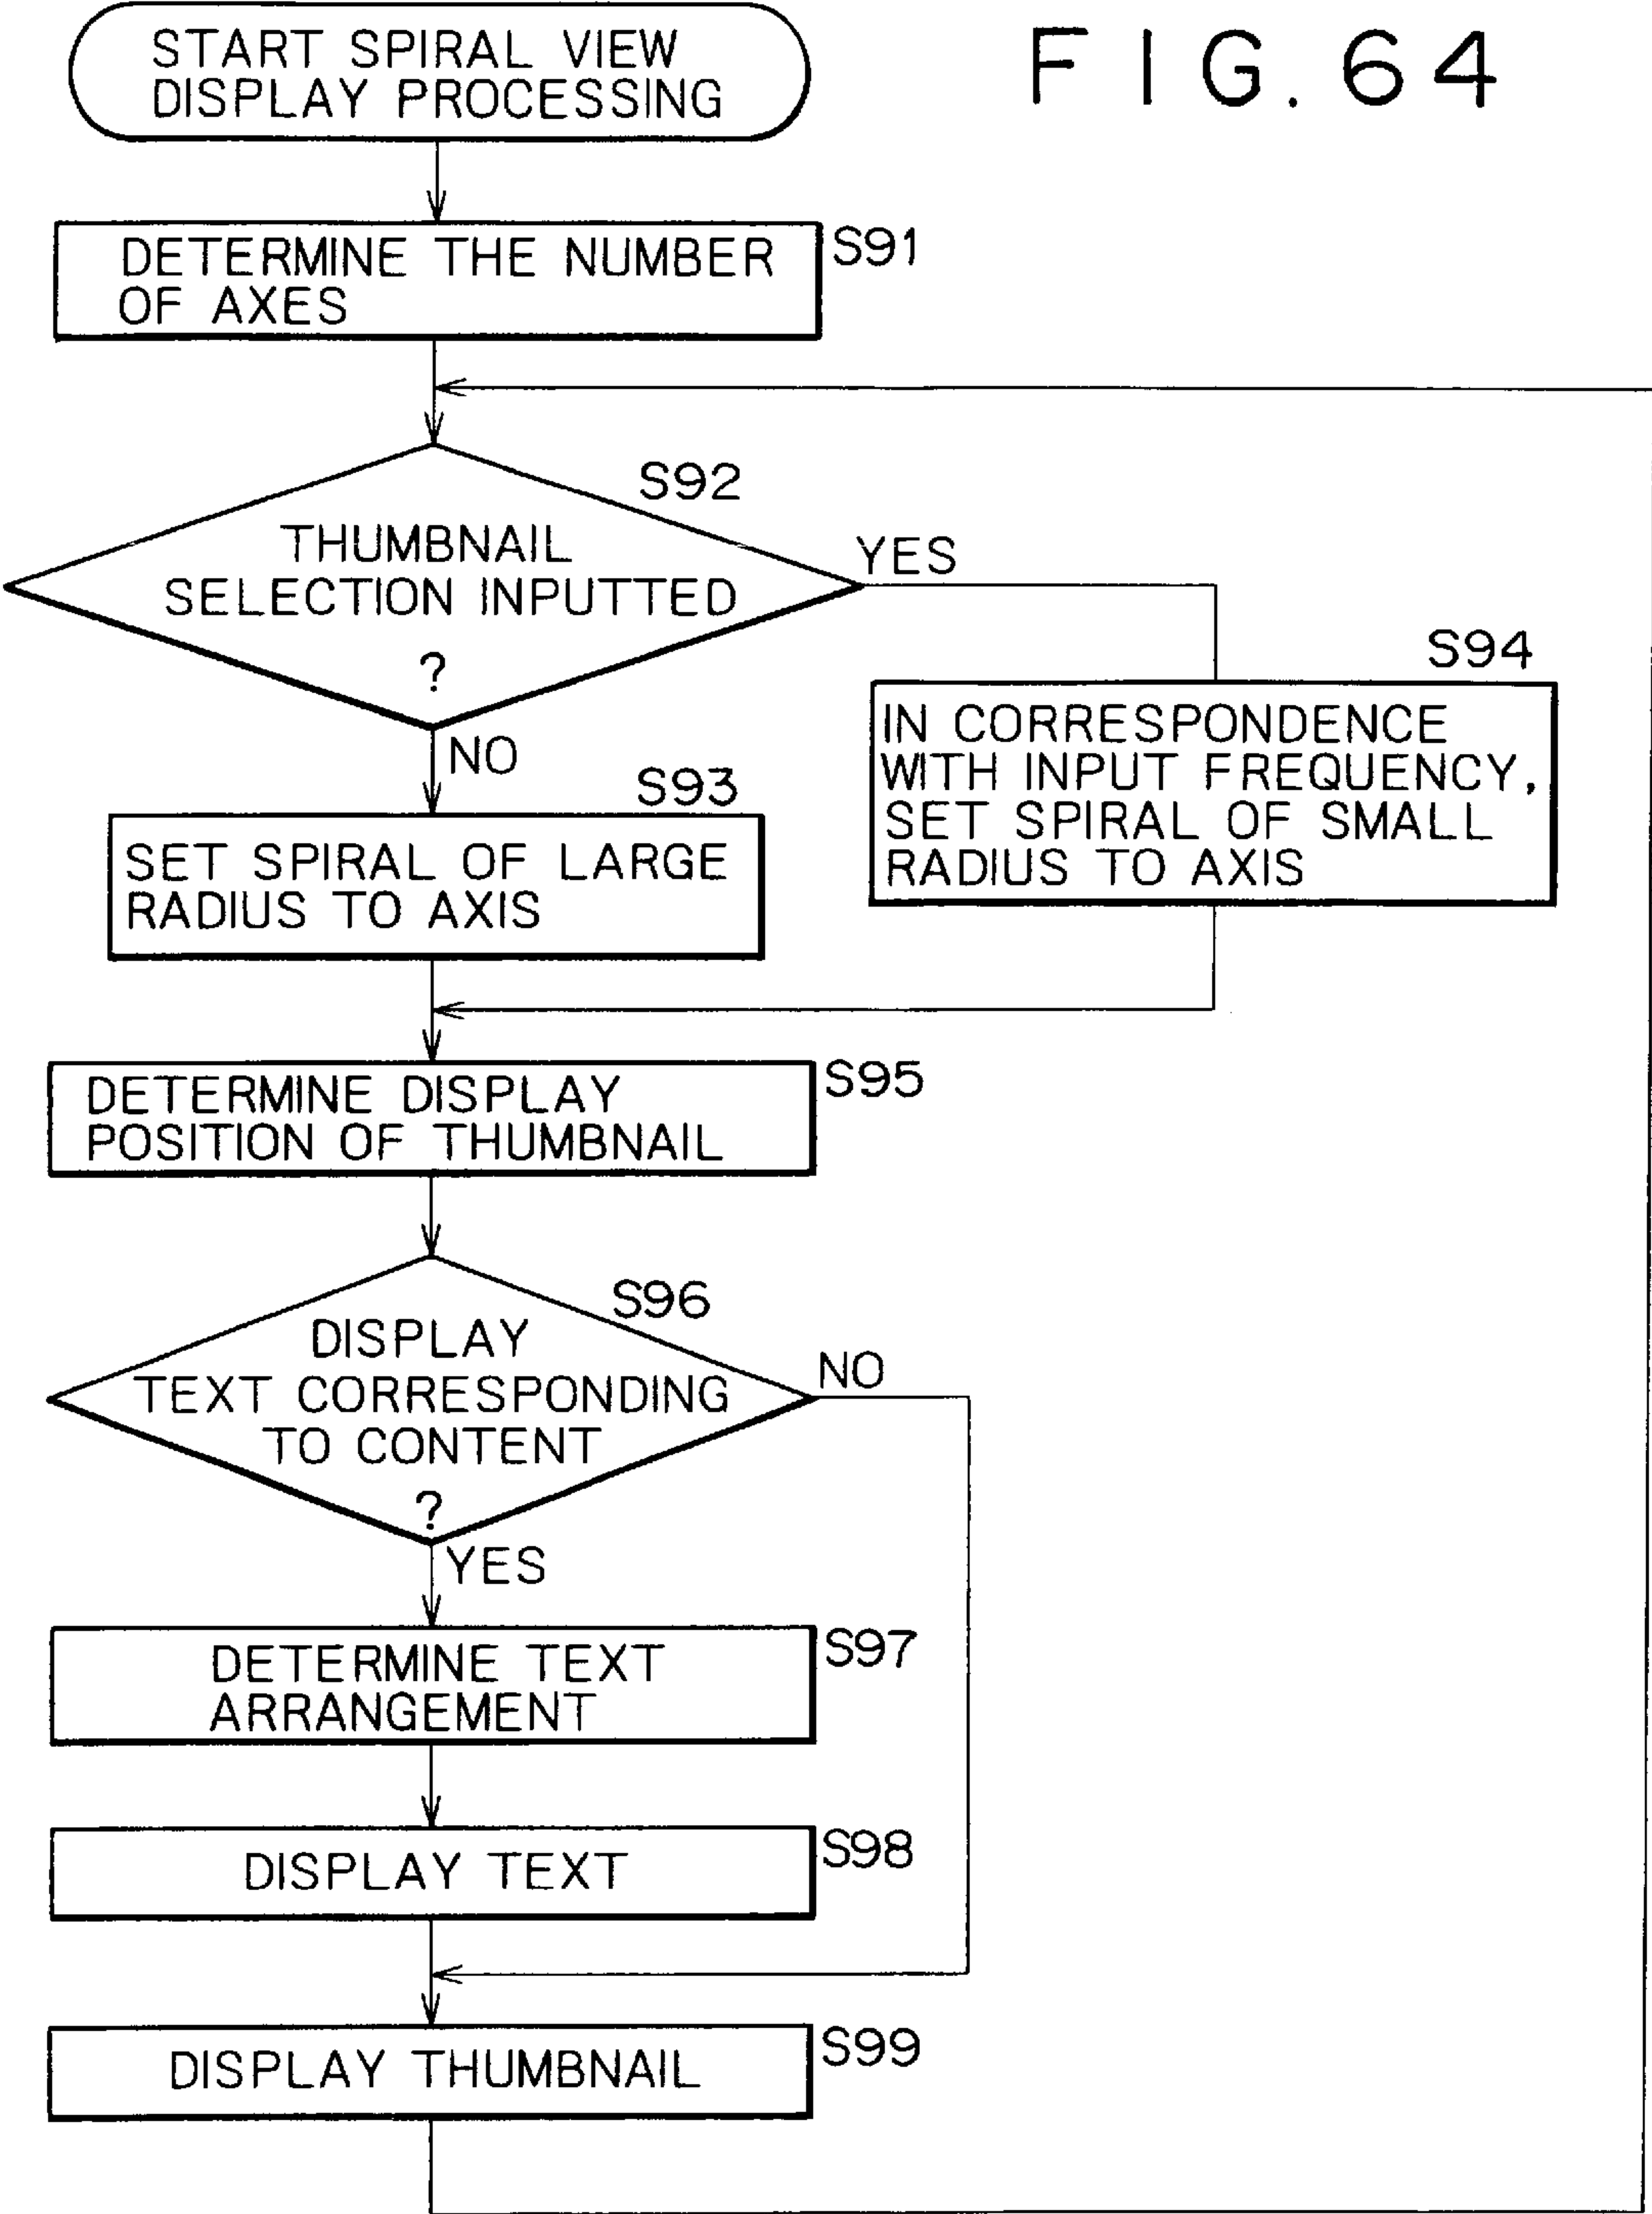 START SPIRAL VIEW
DISPLAY PROCESSING
F I G. 64
DETERMINE THE NUMBER
OF AXES
S91
S92
THUMBNAIL
SELECTION INPUTTED
?
YES
NO
S94
IN CORRESPONDENCE
WITH INPUT FREQUENCY,
SET SPIRAL OF SMALL
RADIUS TO AXIS
S93
SET SPIRAL OF LARGE
RADIUS TO AXIS
S95
DETERMINE DISPLAY
POSITION OF THUMBNAIL
S96
DISPLAY
TEXT CORRESPONDING
TO CONTENT
?
NO
YES
S97
DETERMINE TEXT
ARRANGEMENT
S98
DISPLAY TEXT
S99
DISPLAY THUMBNAIL